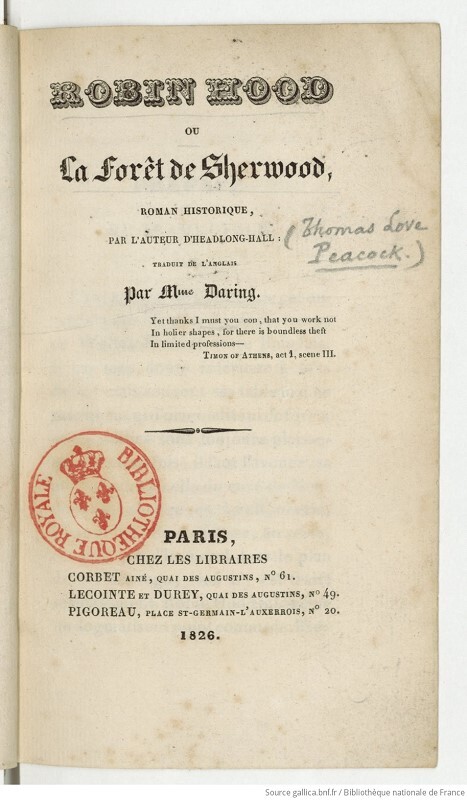 ROBIN HOOD
OU
La Forêt de Sherwood,
ROMAN HISTORIQUE,
PAR L'AUTEUR D'HEADLONG-HALL :
(Thomas Love
Peacock.)
TRADUIT DE L'ANGLAIS
Par Mme Daring.
Yet thanks I must you con, that you work not
In holier shapes, for there is boundless theft
In limited professions—
TIMON OF ATHENS, act 1, scene III.
BIBLIOTHEQUE ROYALE
PARIS,
CHEZ LES LIBRAIRES
CORBET AINÉ, QUAI DES AUGUSTINS, N° 61.
LECOINTE ET DUREY, QUAI DES AUGUSTINS, N° 49.
PIGOREAU, PLACE ST-GERMAIN-L'AUXERROIS, N° 20.
1826.
Source gallica.bnf.fr / Bibliothèque nationale de France